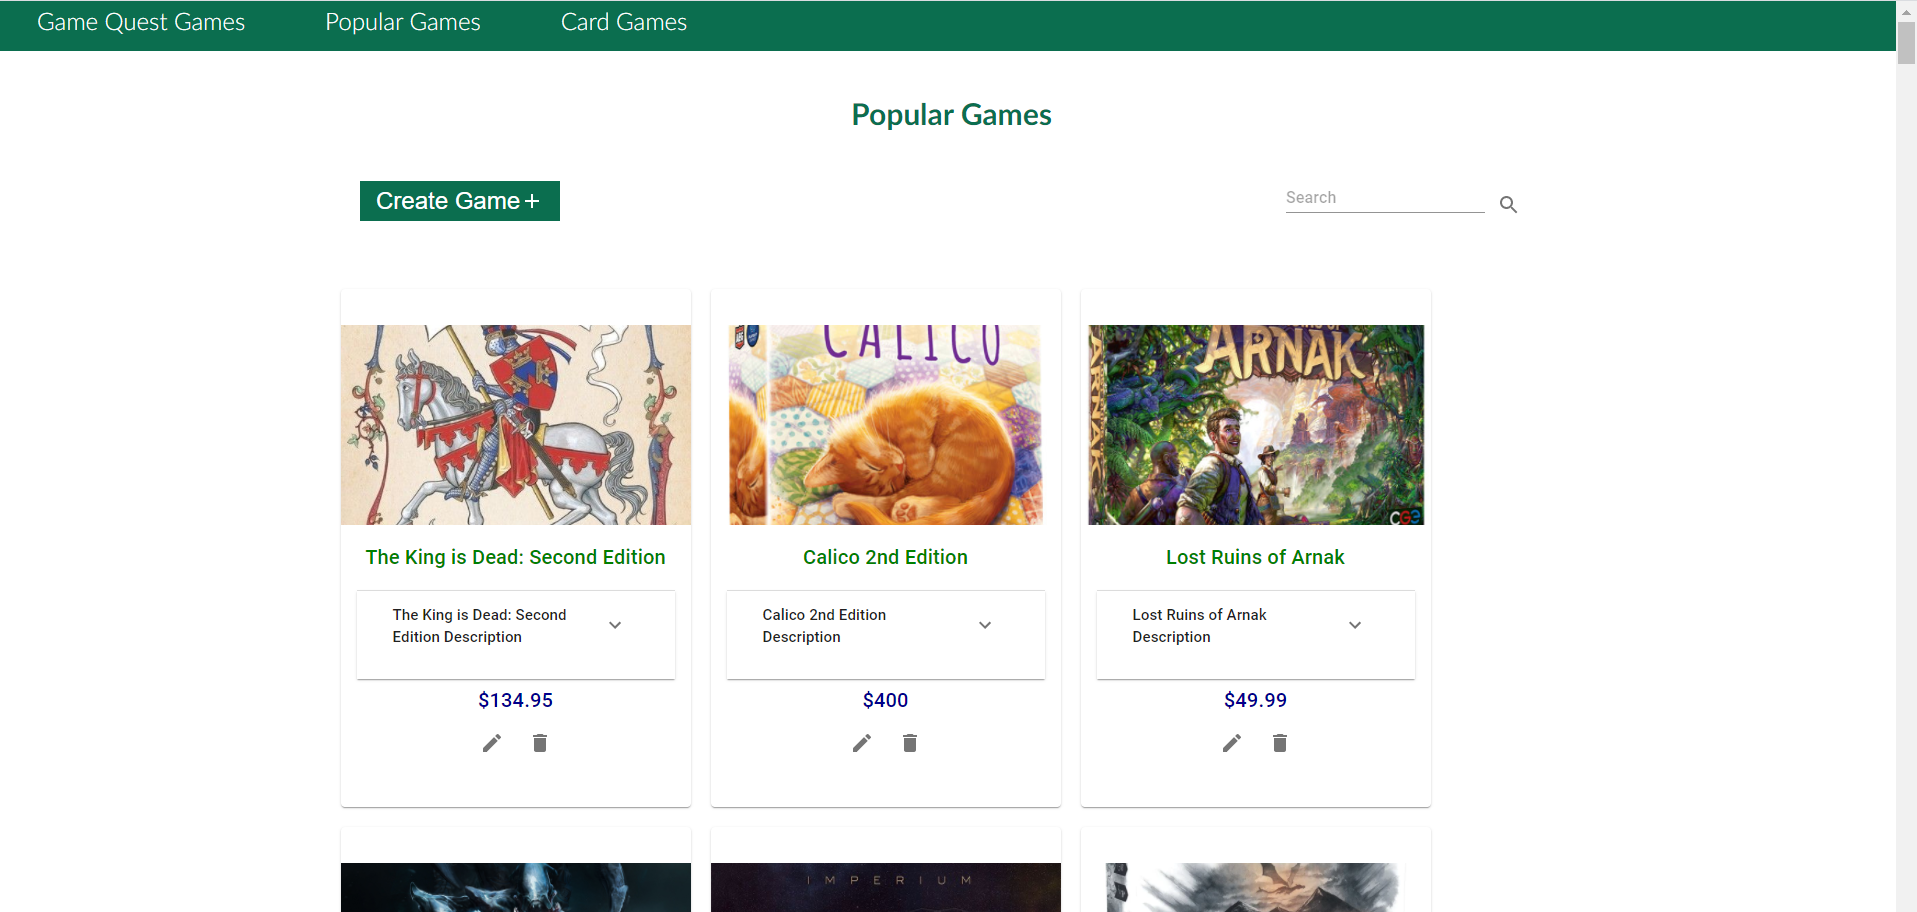 Game Quest Games
Popular Games
Card Games
Popular Games
Create Game+
Search
CALICO
ARNAK
ARNAK
CGE
The King is Dead: Second Edition
Calico 2nd Edition
Lost Ruins of Arnak
The King is Dead: Second
Edition Description
Calico 2nd Edition
Description
Lost Ruins of Arnak
Description
$134.95
$400
$49.99
IMPERIUM